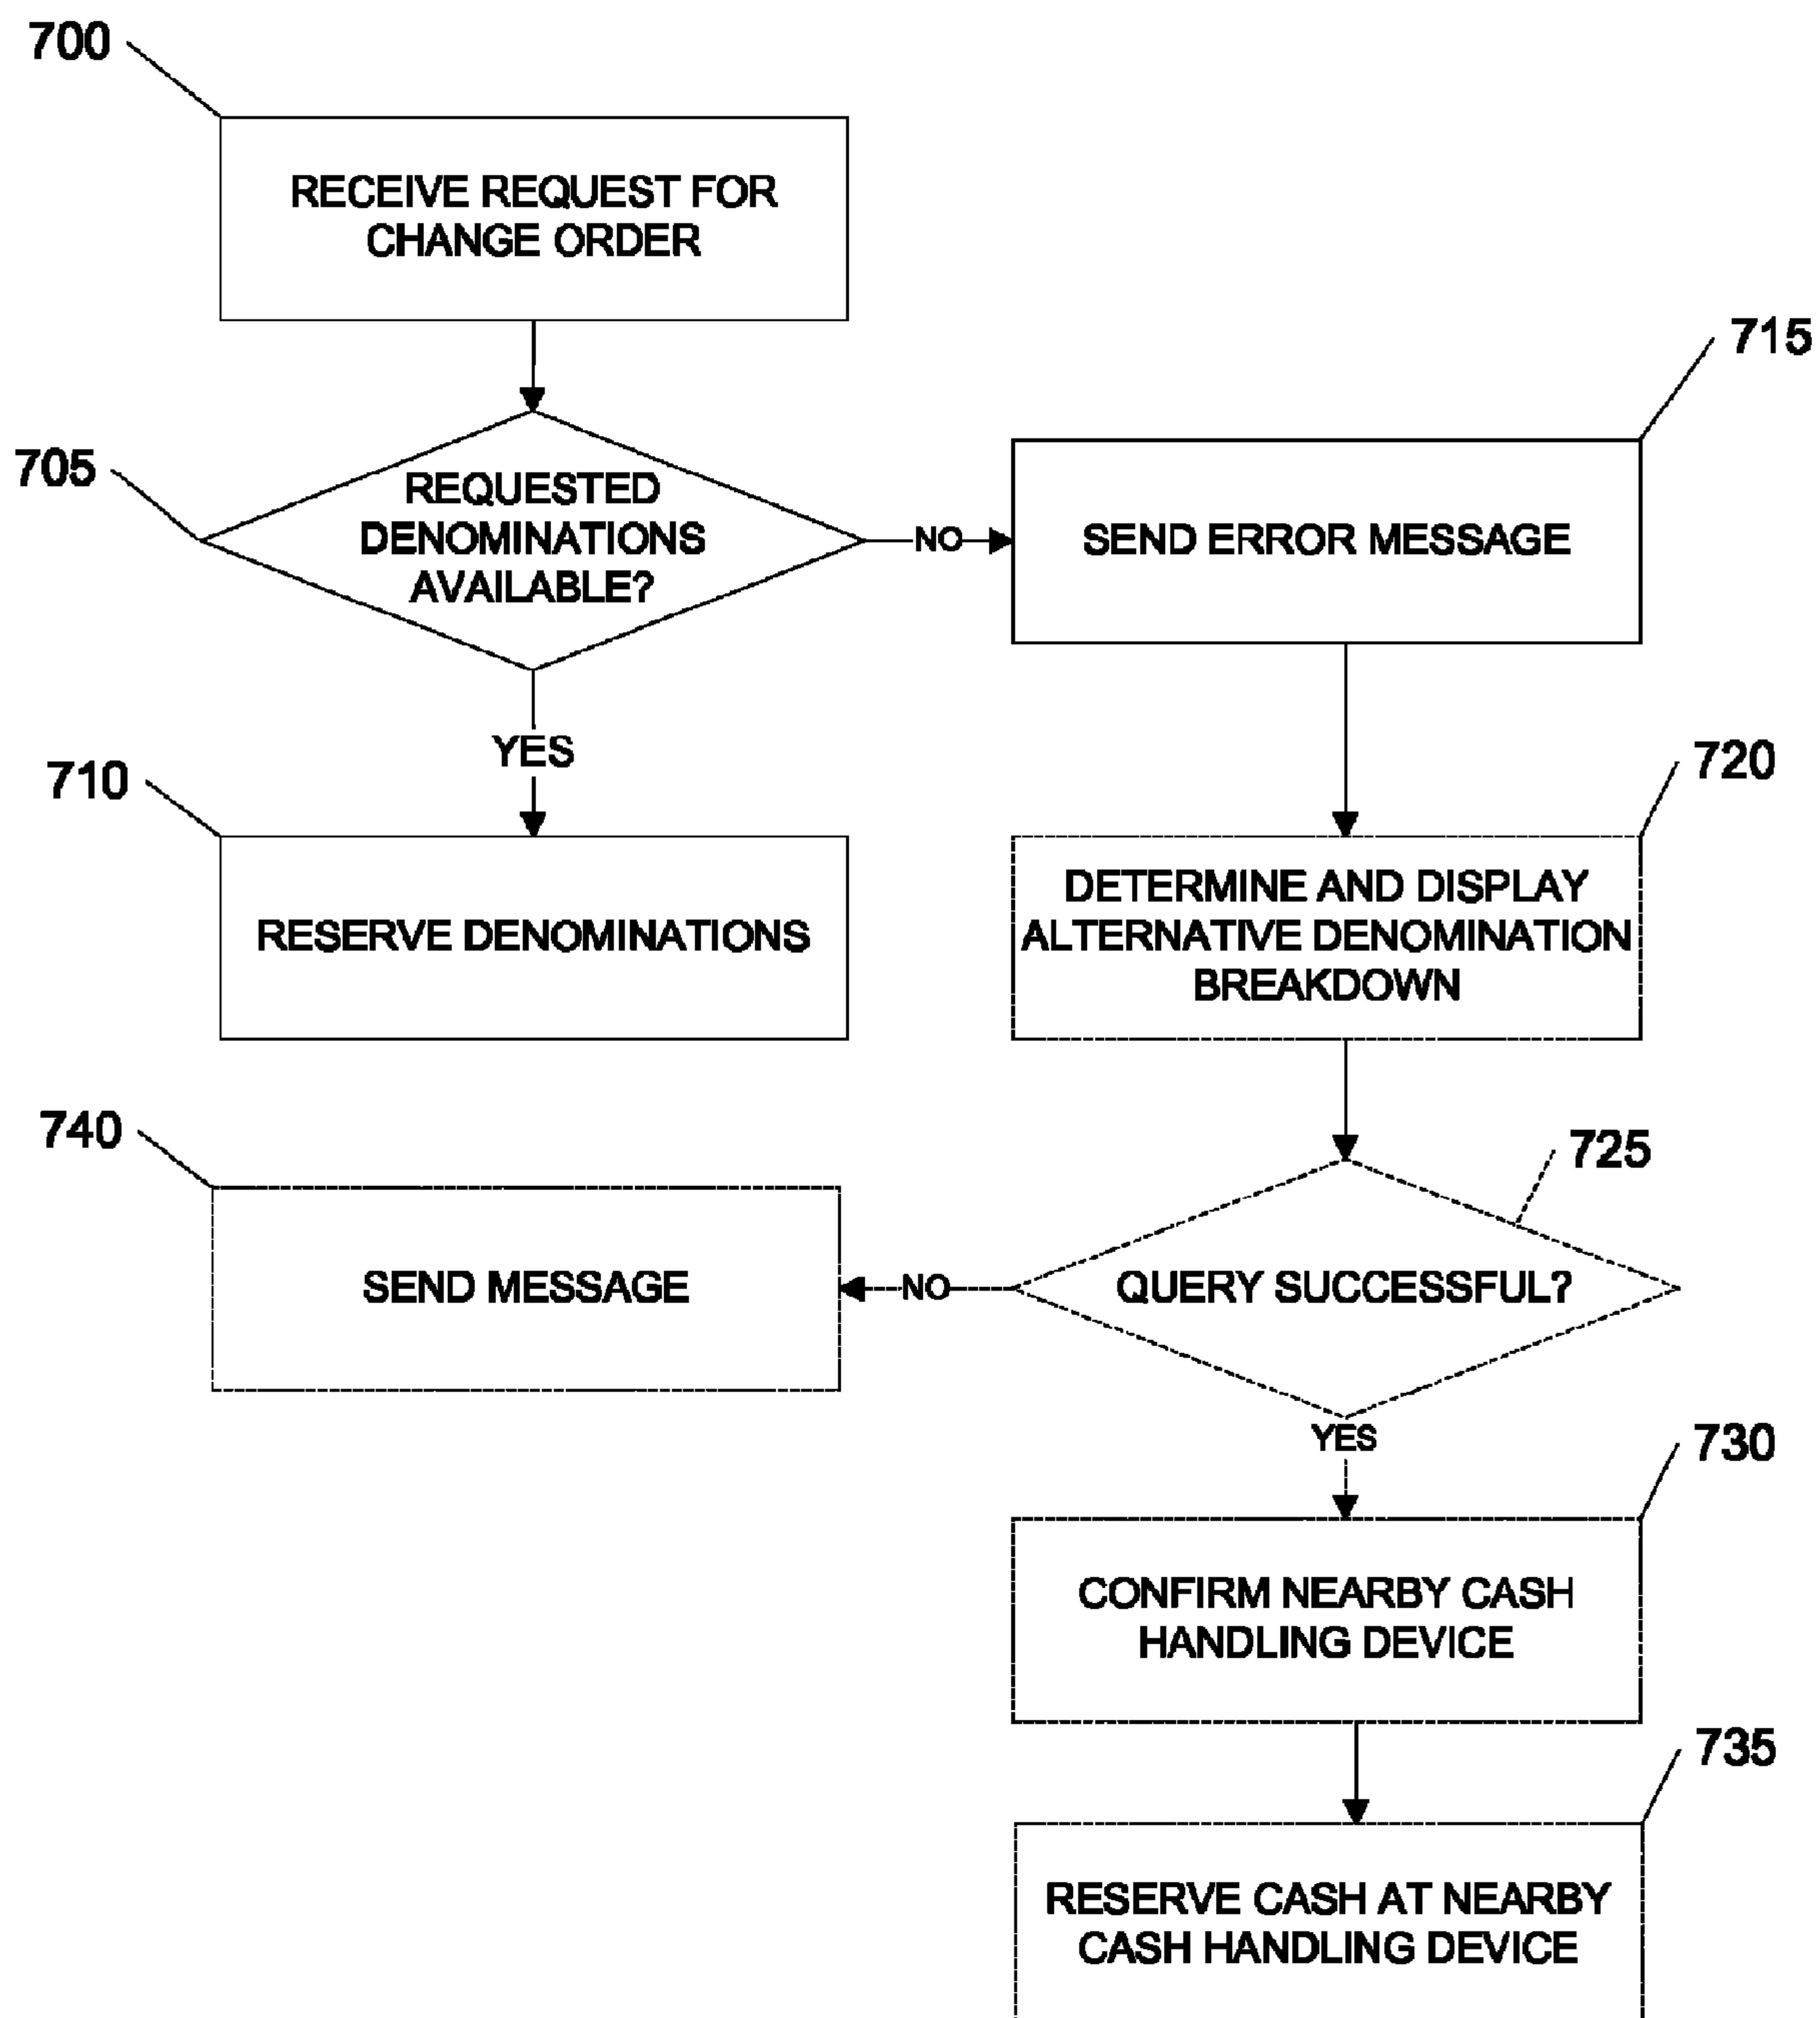 700
RECEIVE REQUEST FOR
CHANGE ORDER
715
705
REQUESTED
DENOMINATIONS
AVAILABLE?
NO
SEND ERROR MESSAGE
YES
710
720
RESERVE DENOMINATIONS
DETERMINE AND DISPLAY
ALTERNATIVE DENOMINATION
BREAKDOWN
740
725
SEND MESSAGE
NO
QUERY SUCCESSFUL?
YES
730
CONFIRM NEARBY CASH
HANDLING DEVICE
735
RESERVE CASH AT NEARBY
CASH HANDLING DEVICE